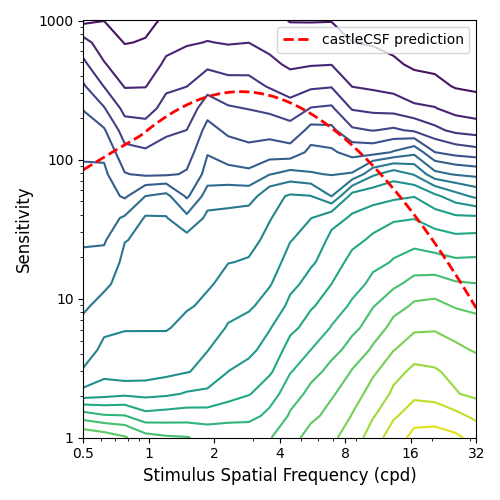 1000
castleCSF prediction
100
Sensitivity
10
1
0.5 1 2 4 8 16 32
Stimulus Spatial Frequency (cpd)